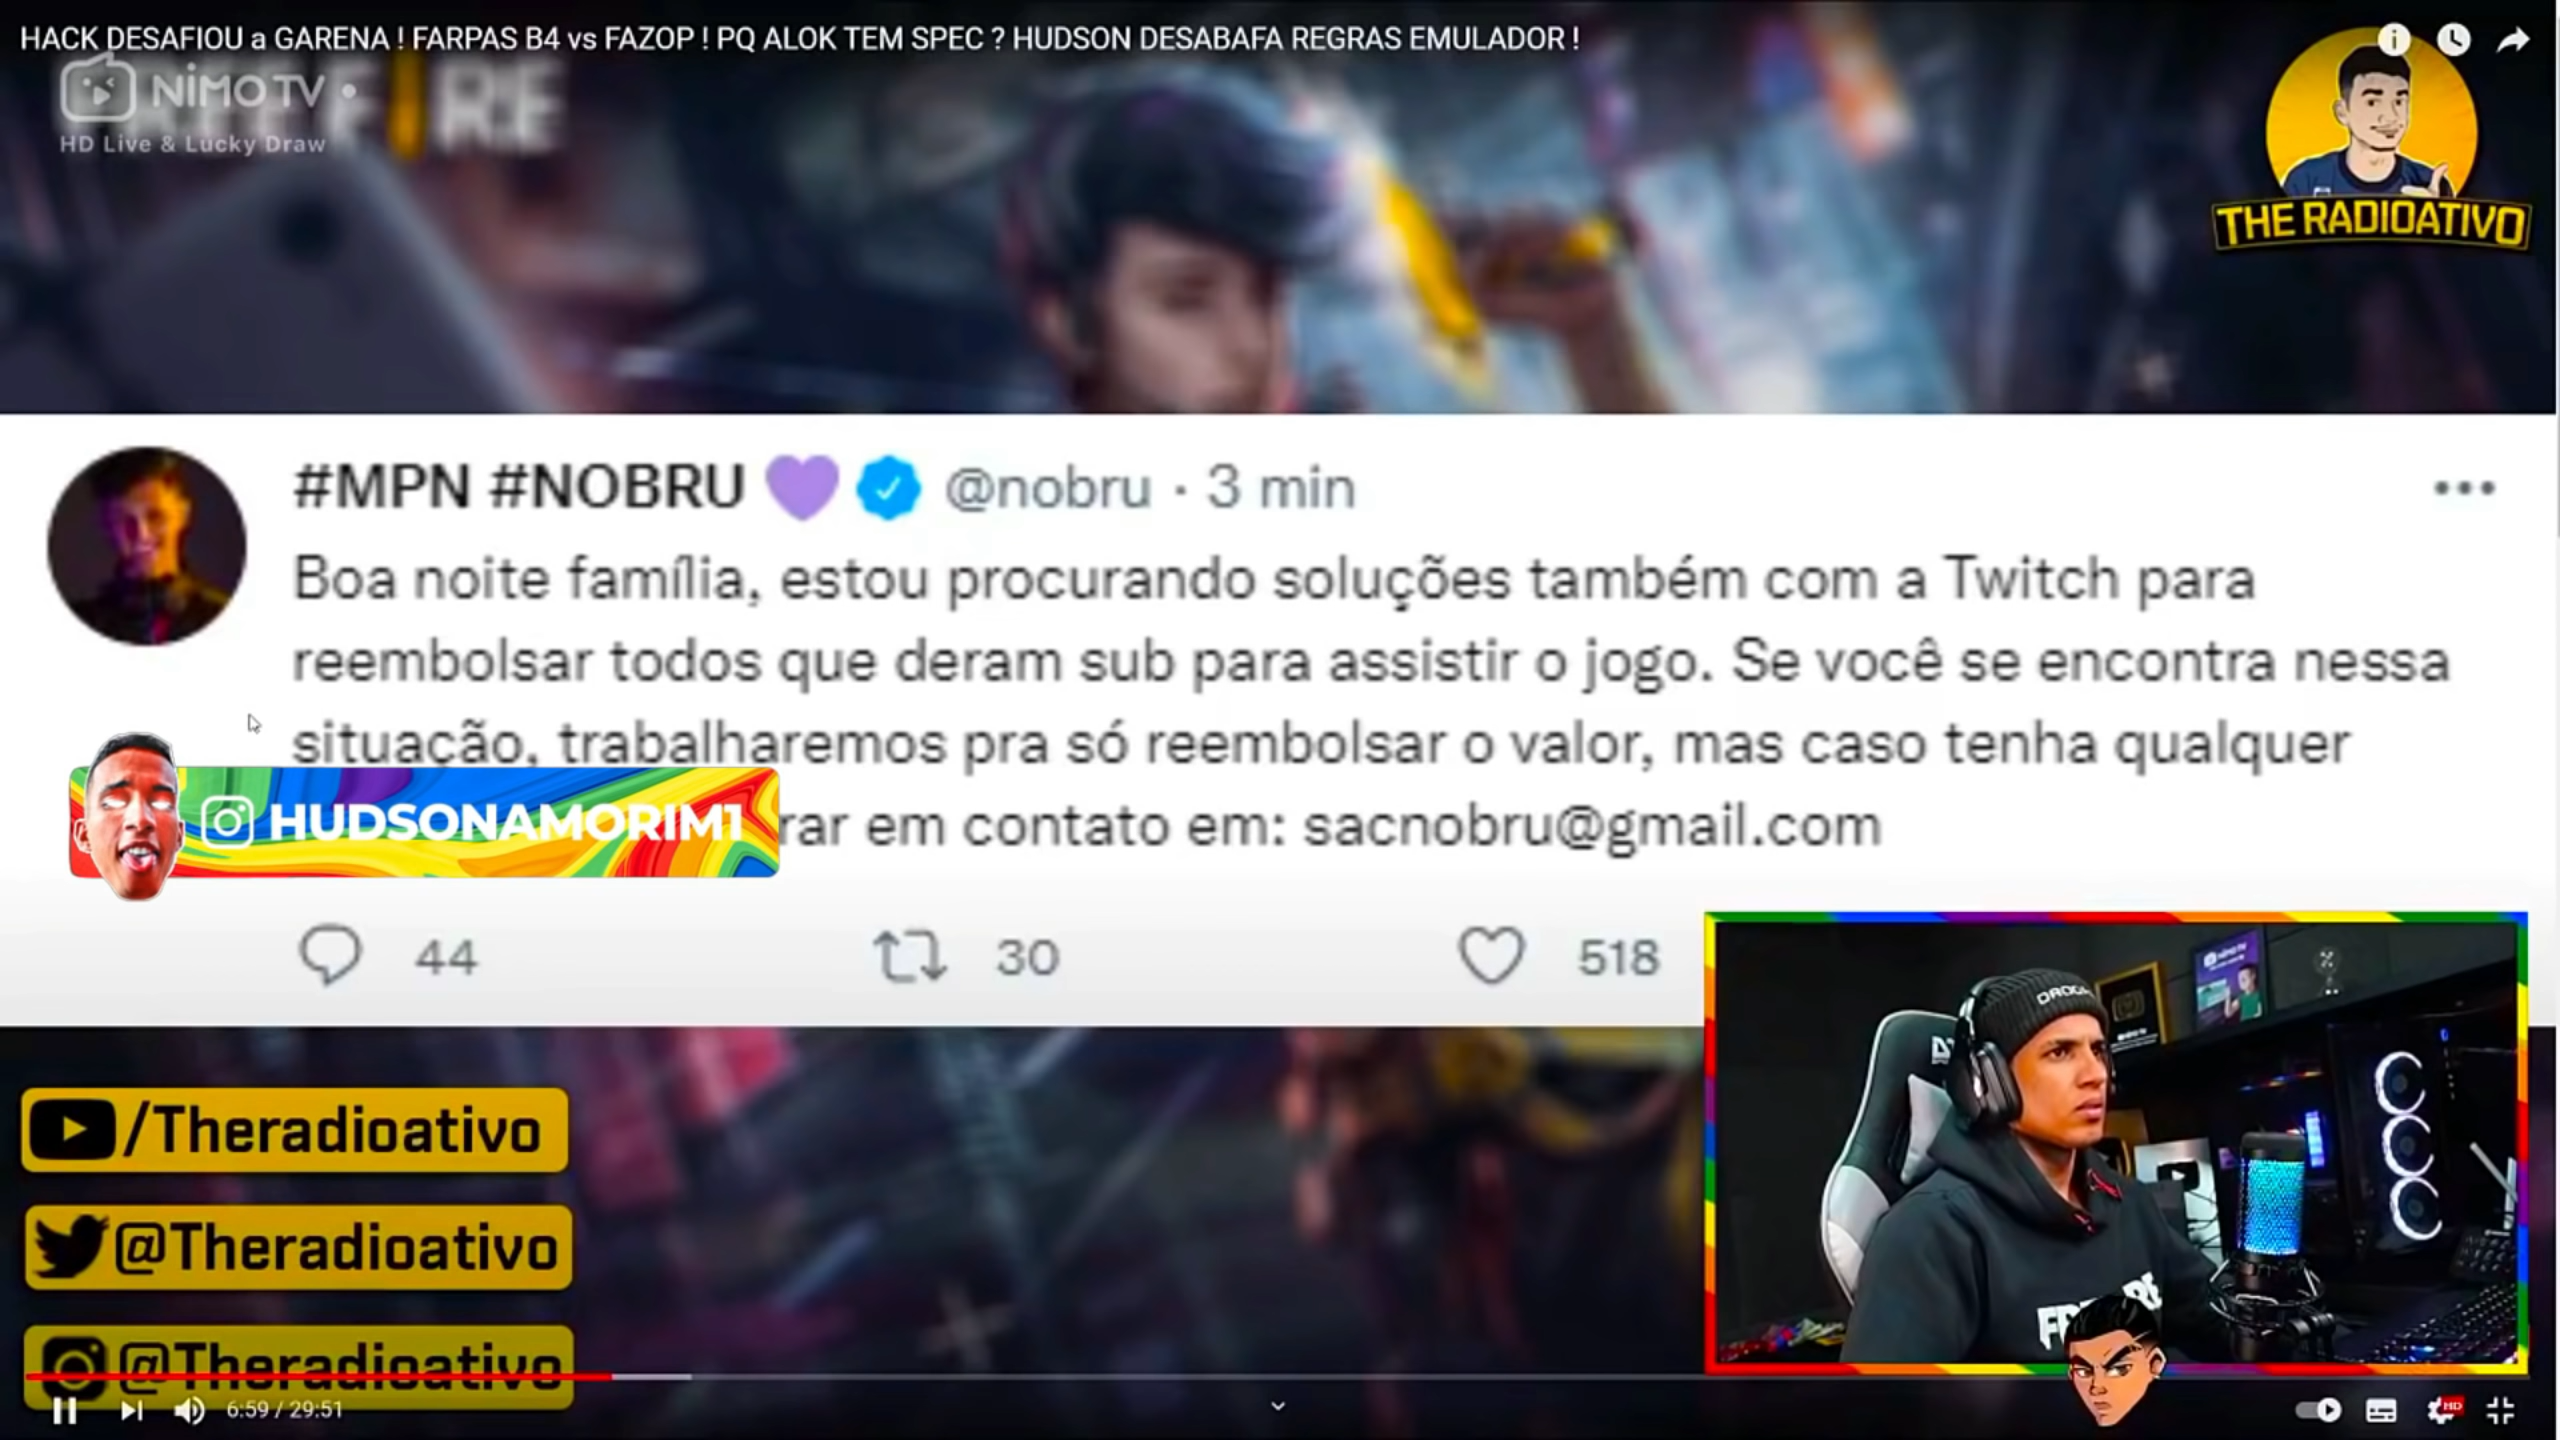 HACK DESAFIOU a GARENA ! FARPAS B4 vs FAZOP ! PQ ALOK TEM SPEC ? HUDSON DESABAFA REGRAS EMULADOR !
NIMO TV
HD Live & Lucky Draw
THE RADIOATIVO
#MPN #NOBRU 💜 @nobru · 3 min
Boa noite família, estou procurando soluções também com a Twitch para
reembolsar todos que deram sub para assistir o jogo. Se você se encontra nessa
situação, trabalharemos pra só reembolsar o valor, mas caso tenha qualquer
rar em contato em: sacnobru@gmail.com
HUDSONAMORIM1
44
30
518
/Theradioativo
@Theradioativo
@Theradioativo
6:59 / 29:51
HD